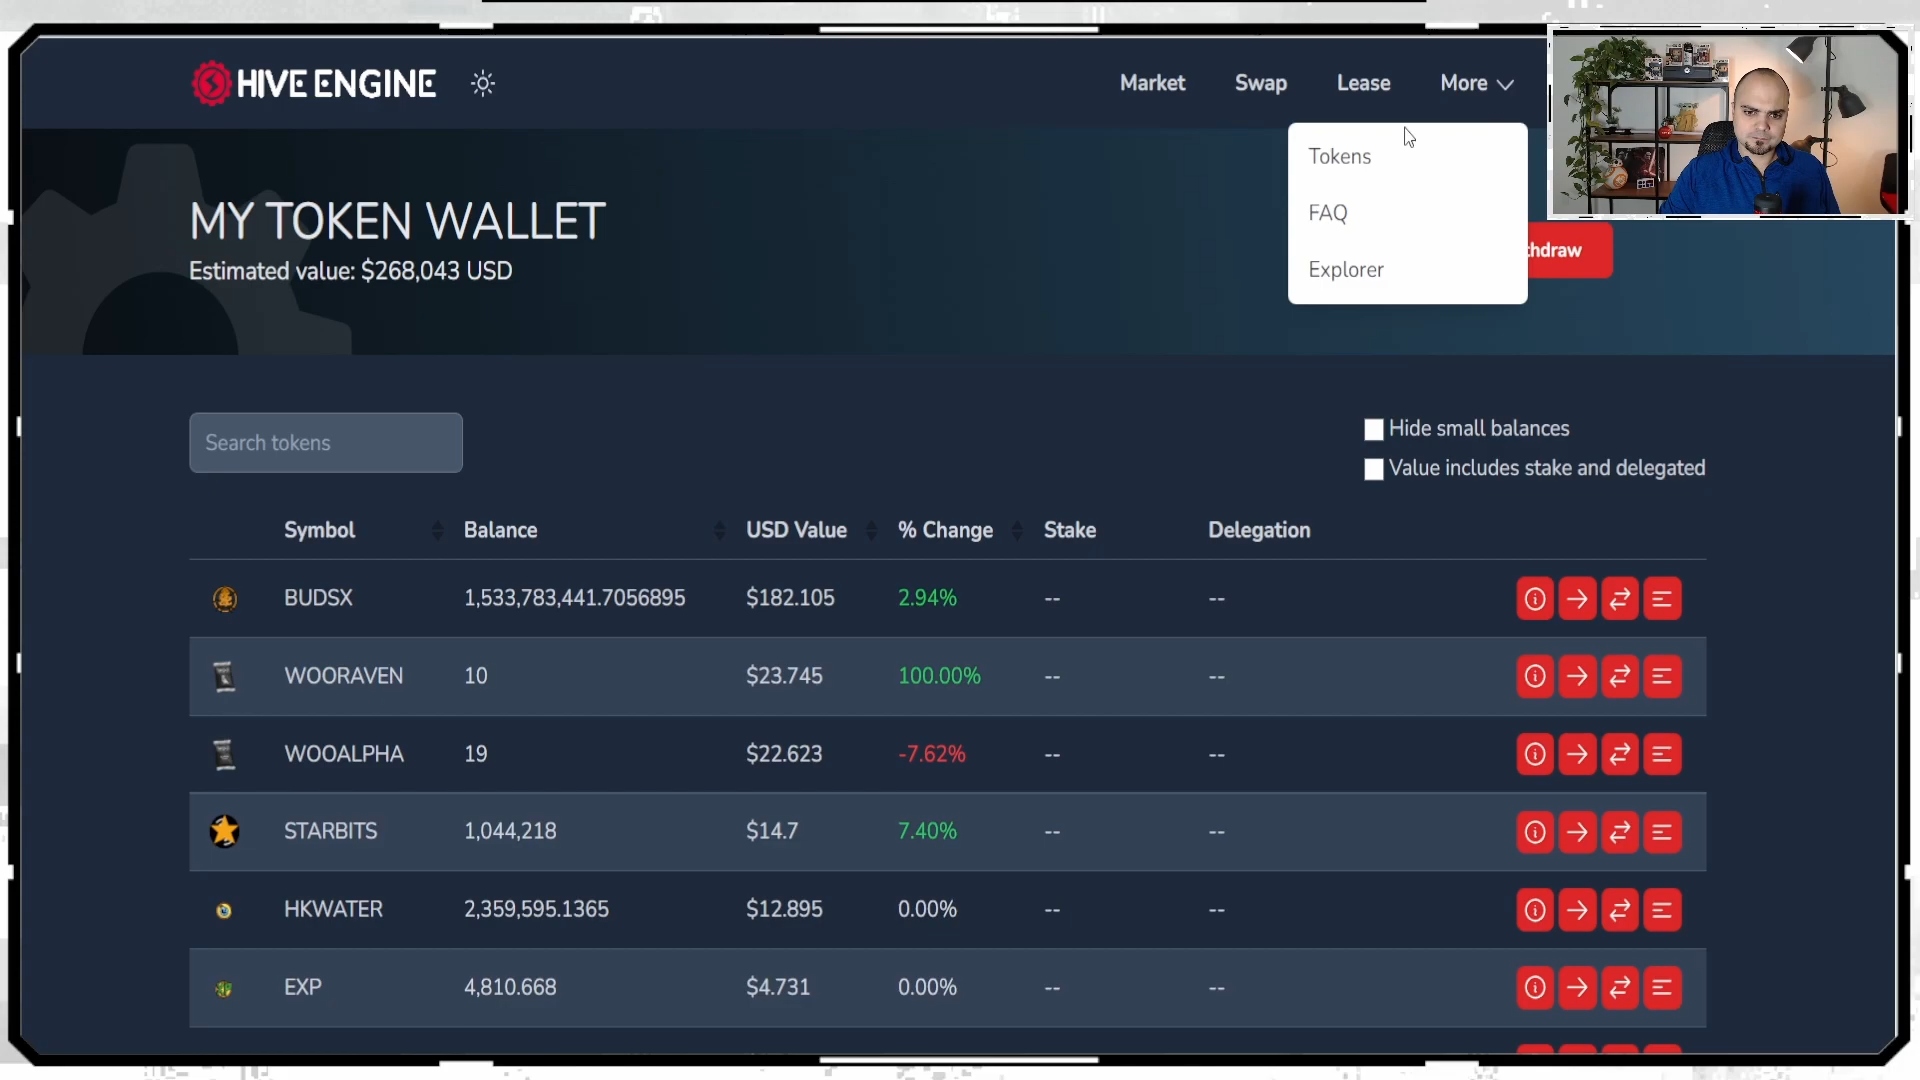 HIVE ENGINE
Market Swap Lease More
Tokens
FAQ
Explorer
MY TOKEN WALLET
Estimated value: $268,043 USD
thdraw
Search tokens
Hide small balances
Value includes stake and delegated
Symbol Balance USD Value % Change Stake Delegation
BUDSX 1,533,783,441.7056895 $182.105 2.94% -- --
WOORAVEN 10 $23.745 100.00% -- --
WOOALPHA 19 $22.623 -7.62% -- --
STARBITS 1,044,218 $14.7 7.40% -- --
HKWATER 2,359,595.1365 $12.895 0.00% -- --
EXP 4,810.668 $4.731 0.00% -- --